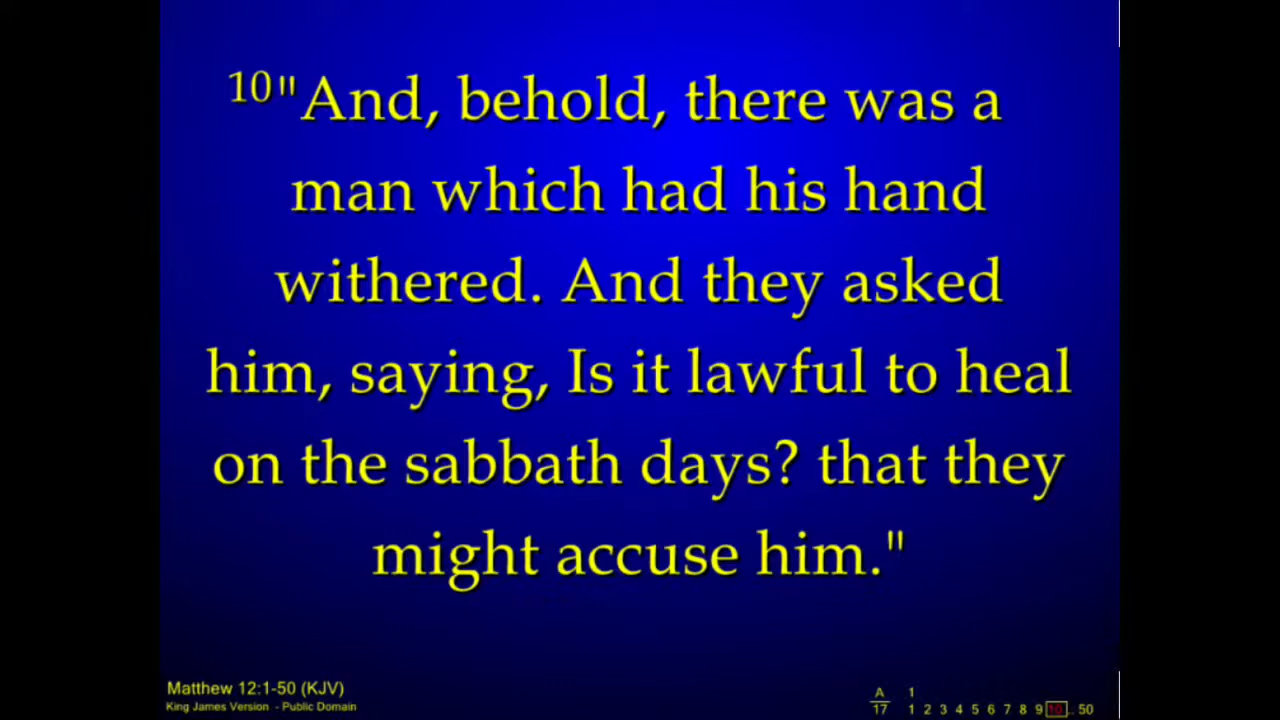 10"And, behold, there was a
man which had his hand
withered. And they asked
him, saying, Is it lawful to heal
on the sabbath days? that they
might accuse him."
Matthew 12:1-50 (KJV)
King James Version - Public Domain
A 1
17 1 2 3 4 5 6 7 8 9 10 .. 50